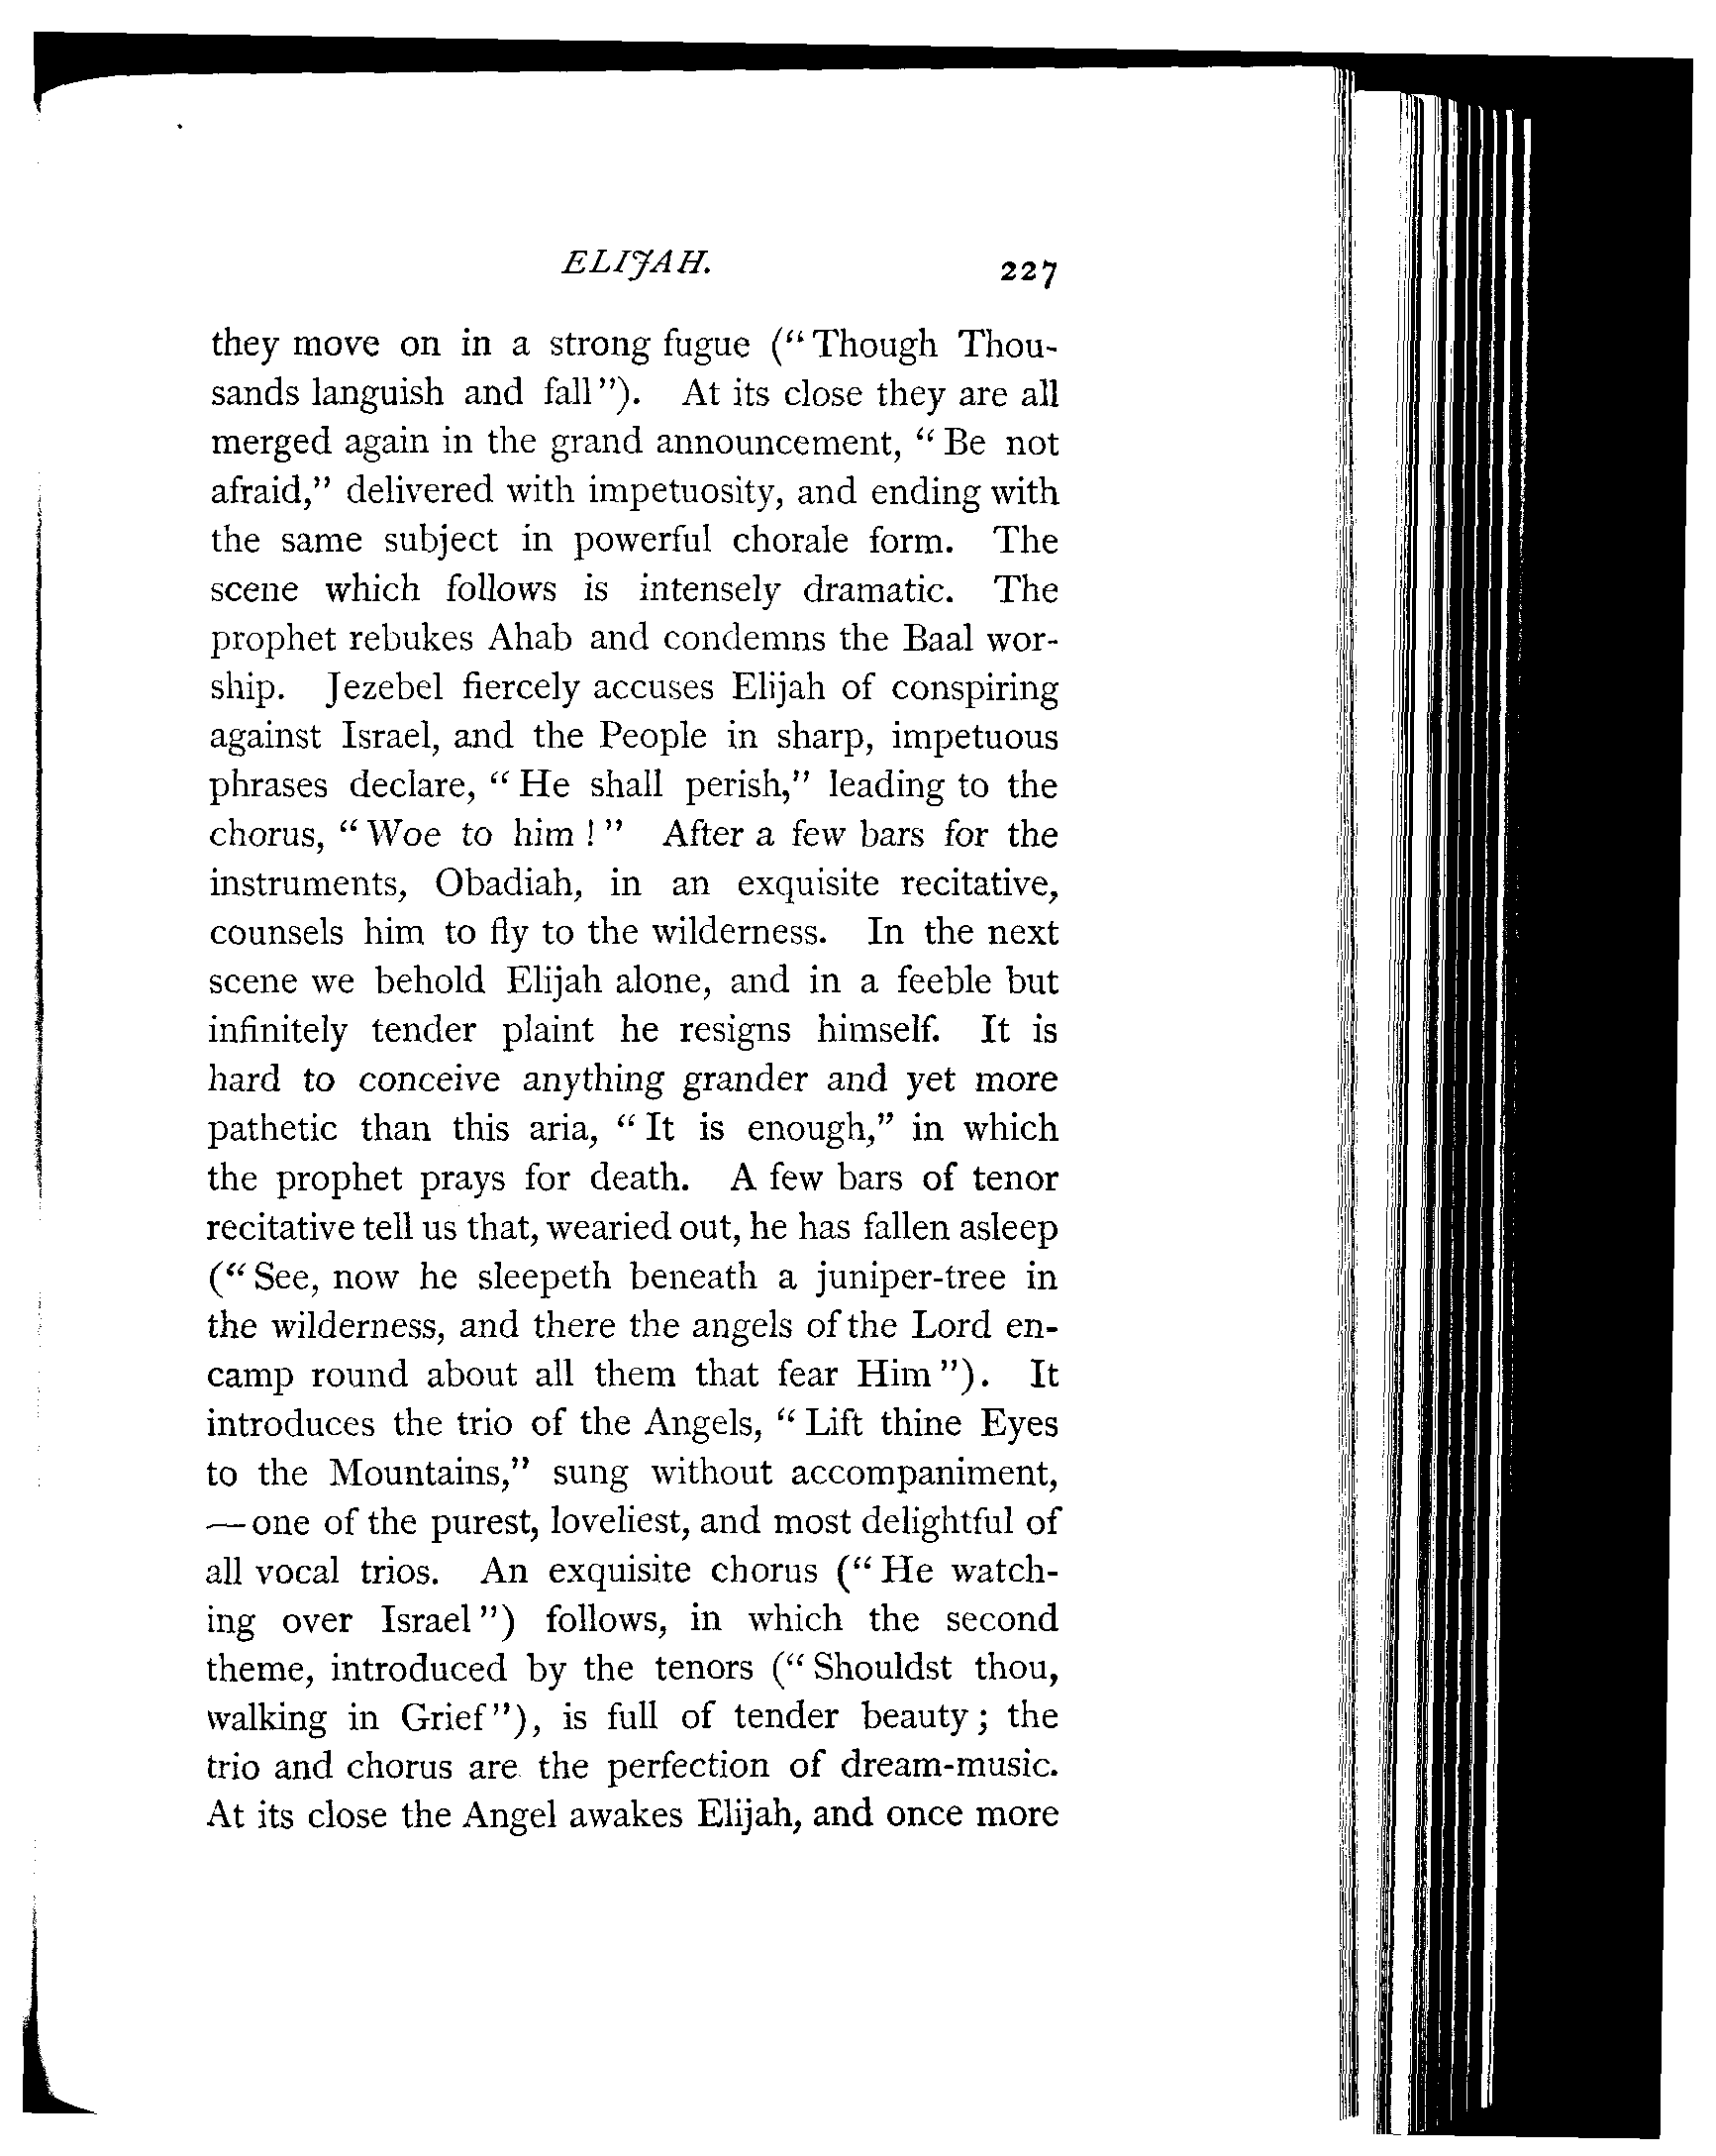 ELIJAH. 227
they move on in a strong fugue (“Though Thou-
sands languish and fall”). At its close they are all
merged again in the grand announcement, “Be not
afraid,” delivered with impetuosity, and ending with
the same subject in powerful chorale form. The
scene which follows is intensely dramatic. The
prophet rebukes Ahab and condemns the Baal wor-
ship. Jezebel fiercely accuses Elijah of conspiring
against Israel, and the People in sharp, impetuous
phrases declare, “He shall perish,” leading to the
chorus, “Woe to him!” After a few bars for the
instruments, Obadiah, in an exquisite recitative,
counsels him to fly to the wilderness. In the next
scene we behold Elijah alone, and in a feeble but
infinitely tender plaint he resigns himself. It is
hard to conceive anything grander and yet more
pathetic than this aria, “It is enough,” in which
the prophet prays for death. A few bars of tenor
recitative tell us that, wearied out, he has fallen asleep
(“See, now he sleepeth beneath a juniper-tree in
the wilderness, and there the angels of the Lord en-
camp round about all them that fear Him”). It
introduces the trio of the Angels, “Lift thine Eyes
to the Mountains,” sung without accompaniment,
—one of the purest, loveliest, and most delightful of
all vocal trios. An exquisite chorus (“He watch-
ing over Israel”) follows, in which the second
theme, introduced by the tenors (“Shouldst thou,
walking in Grief”), is full of tender beauty; the
trio and chorus are the perfection of dream-music.
At its close the Angel awakes Elijah, and once more